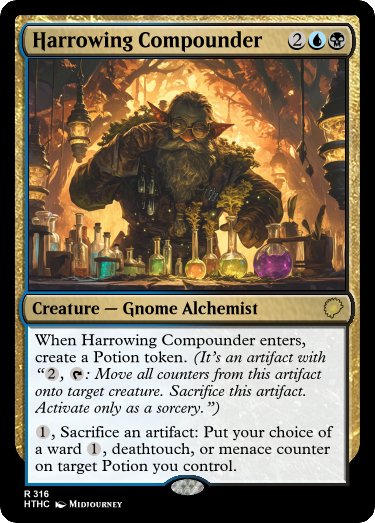 Harrowing Compounder 2
Creature — Gnome Alchemist
When Harrowing Compounder enters,
create a Potion token. (It's an artifact with
“2, : Move all counters from this artifact
onto target creature. Sacrifice this artifact.
Activate only as a sorcery.”)
1, Sacrifice an artifact: Put your choice of
a ward 1, deathtouch, or menace counter
on target Potion you control.
R 316
HTHC Midjourney